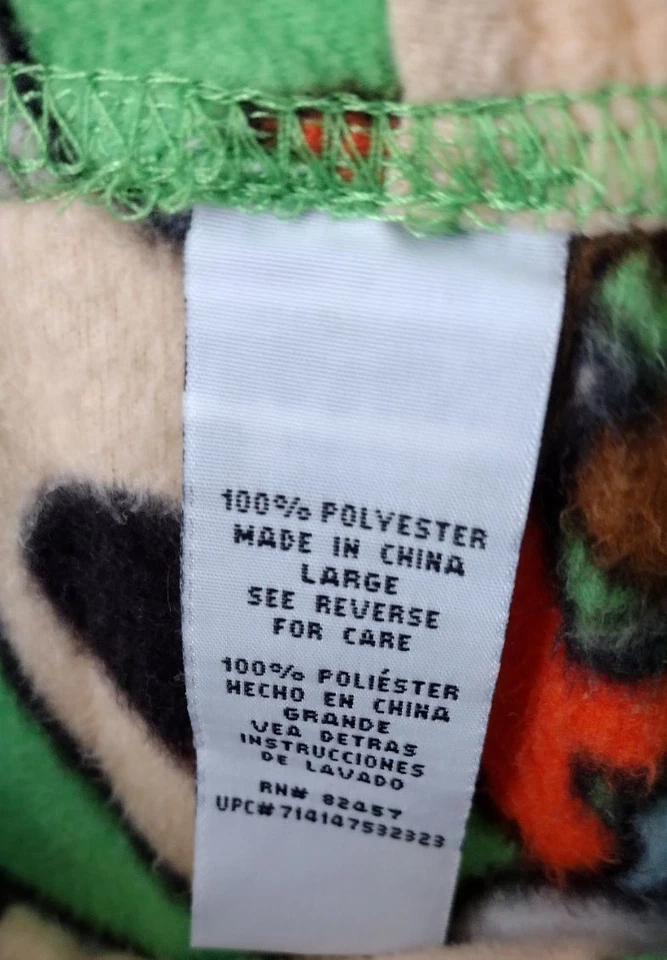 100% POLYESTER
MADE IN CHINA
LARGE
SEE REVERSE
FOR CARE
100% POLIÉSTER
HECHO EN CHINA
GRANDE
VEA DETRAS
INSTRUCCIONES
DE LAVADO
RN# 82457
UPC#714147532323